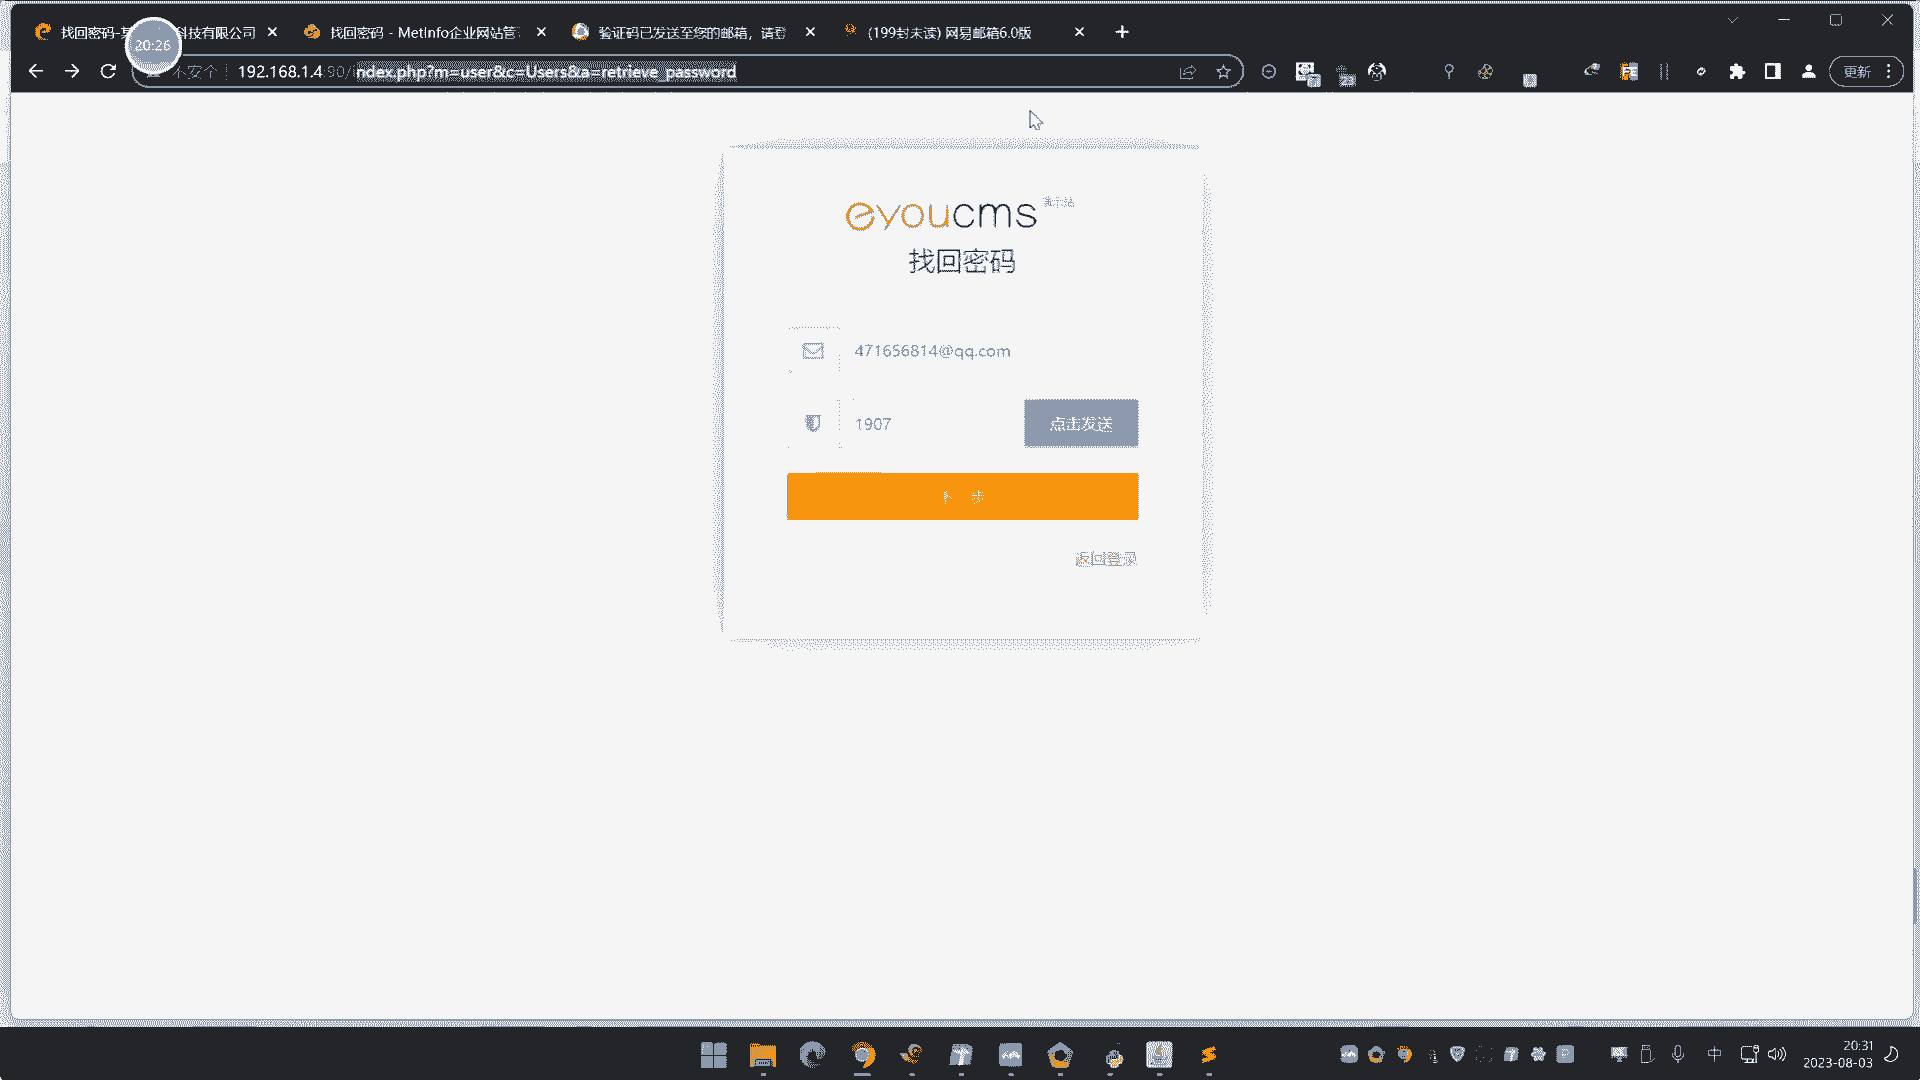 找回密码-某 科技有限公司
找回密码 - MetInfo企业网站管
验证码已发送至您的邮箱，请登
(199封未读) 网易邮箱6.0版
20:26
不安全
192.168.1.4:90/index.php?m=user&c=Users&a=retrieve_password
更新
eyoucms 演示站
找回密码
471656814@qq.com
1907
点击发送
返回登录
中
20:31
2023-08-03